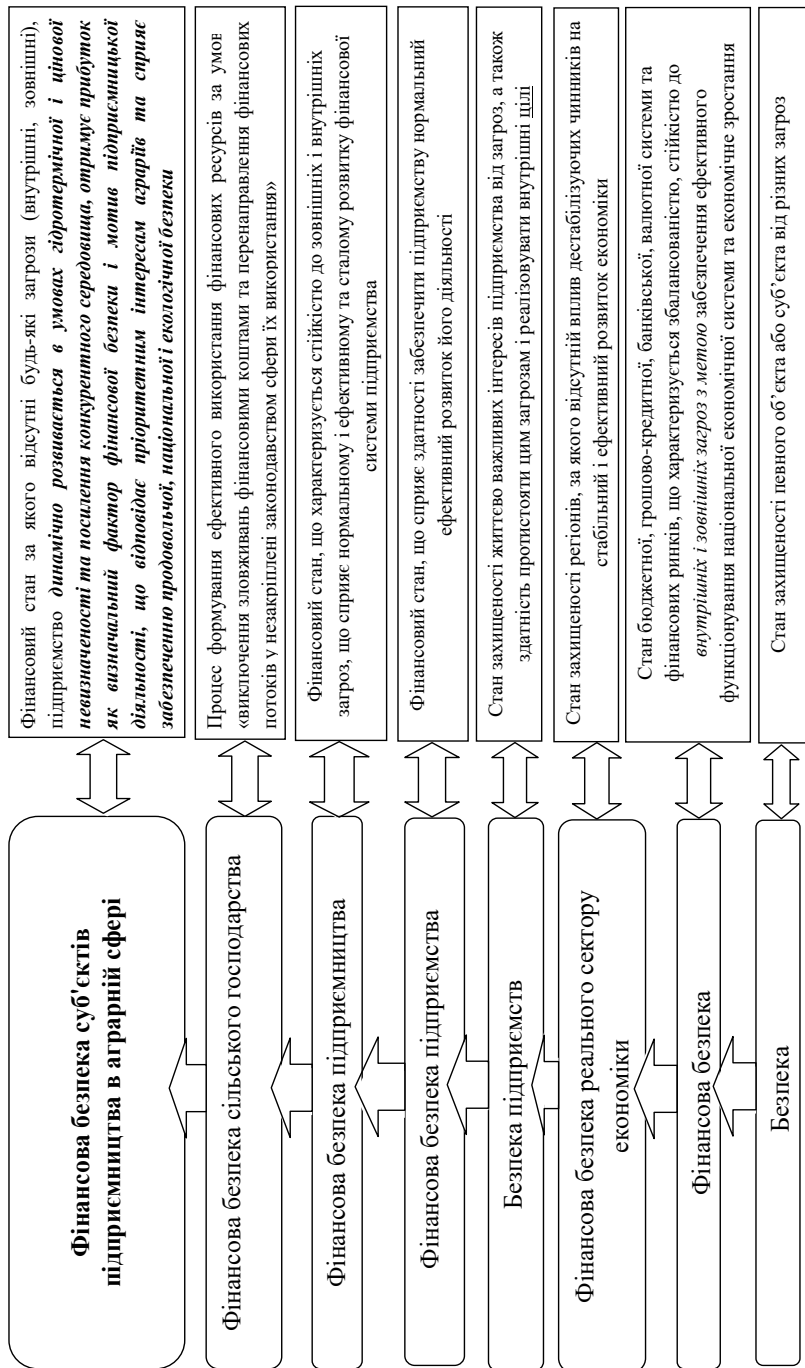 Фінансова безпека суб'єктів
підприємництва в аграрній сфері
Фінансовий стан за якого відсутні будь-які загрози (внутрішні, зовнішні),
підприємство динамічно розвивається в умовах гідротермічної і цінової
невизначеності та посилення конкурентного середовища, отримує прибуток
як визначальний фактор фінансової безпеки і мотив підприємницької
діяльності, що відповідає пріоритетним інтересам аграріїв та сприяє
забезпеченню продовольчої, національної і екологічної безпеки
Фінансова безпека сільського господарства
Процес формування ефективного використання фінансових ресурсів за умов
«виключення зловживань фінансовими коштами та перенаправлення фінансових
потоків у незакріплені законодавством сфери їх використання»
Фінансова безпека підприємництва
Фінансовий стан, що характеризується стійкістю до зовнішніх і внутрішніх
загроз, що сприяє нормальному і ефективному та сталому розвитку фінансової
системи підприємства
Фінансова безпека підприємства
Фінансовий стан, що сприяє здатності забезпечити підприємству нормальний
ефективний розвиток його діяльності
Безпека підприємств
Стан захищеності життєво важливих інтересів підприємства від загроз, а також
здатність протистояти цим загрозам і реалізовувати внутрішні цілі
Фінансова безпека реального сектору
економіки
Стан захищеності регіонів, за якого відсутній вплив дестабілізуючих чинників на
стабільний і ефективний розвиток економіки
Фінансова безпека
Стан бюджетної, грошово-кредитної, банківської, валютної системи та
фінансових ринків, що характеризується збалансованістю, стійкістю до
внутрішніх і зовнішніх загроз з метою забезпечення ефективного
функціонування національної економічної системи та економічне зростання
Безпека
Стан захищеності певного об’єкта або суб’єкта від різних загроз